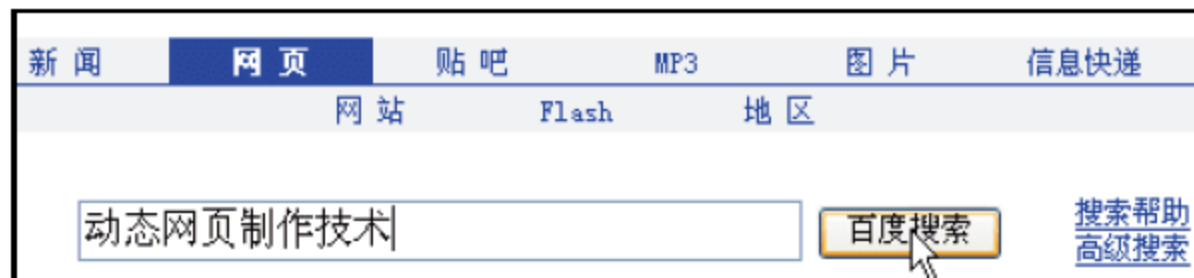 新 闻 网 页 贴 吧 MP3 图 片 信息快递
网 站 Flash 地 区
动态网页制作技术 百度搜索 搜索帮助
高级搜索